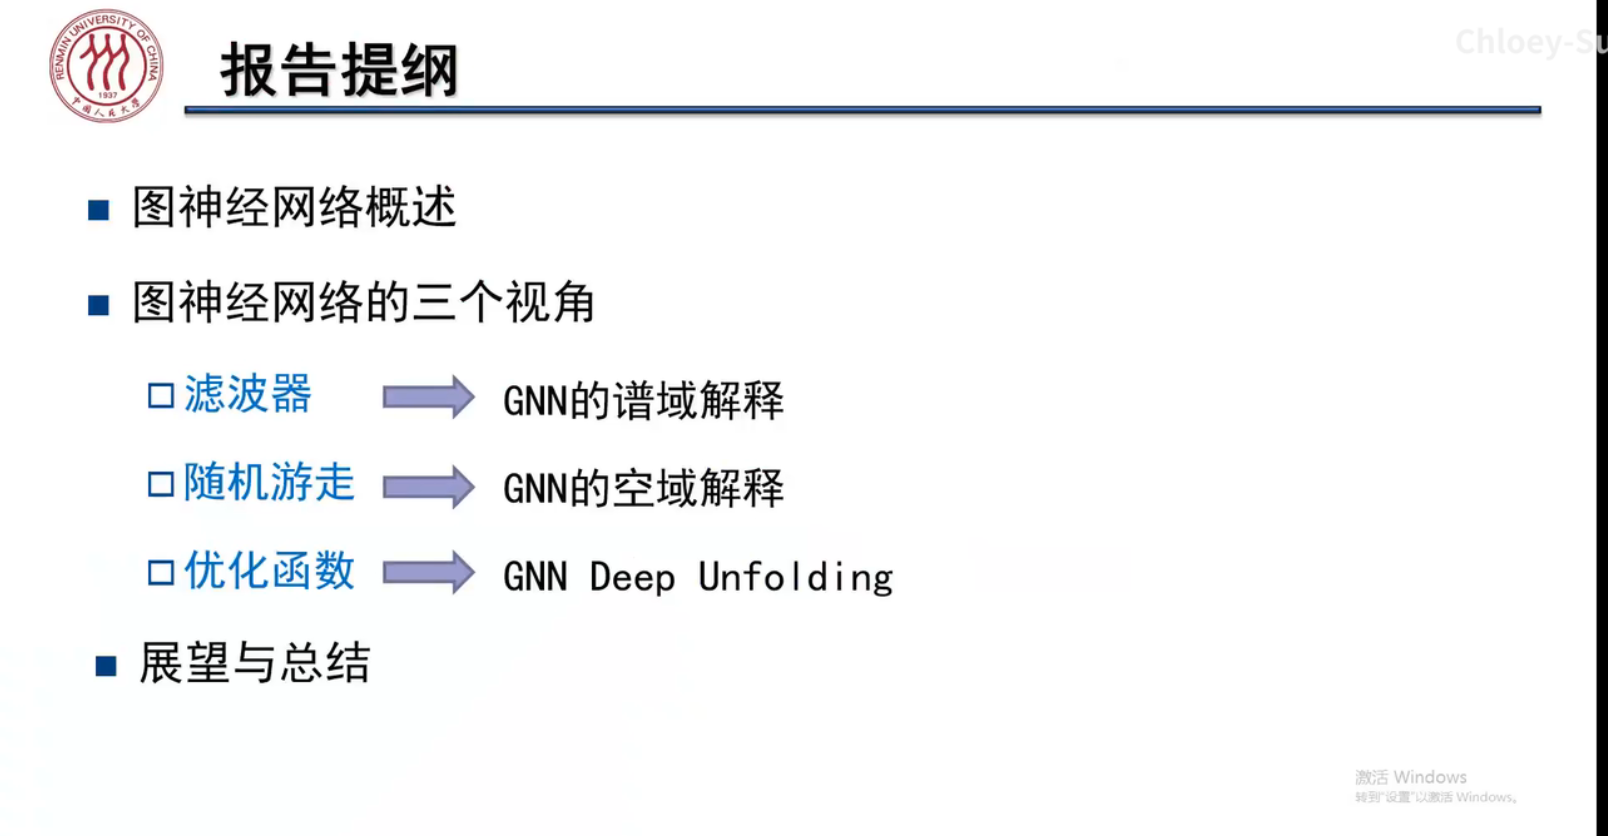 RENMIN UNIVERSITY OF CHINA
1937
中国人民大学
报告提纲
Chloey-Su
图神经网络概述
图神经网络的三个视角
滤波器 GNN的谱域解释
随机游走 GNN的空域解释
优化函数 GNN Deep Unfolding
展望与总结
激活 Windows
转到“设置”以激活 Windows。